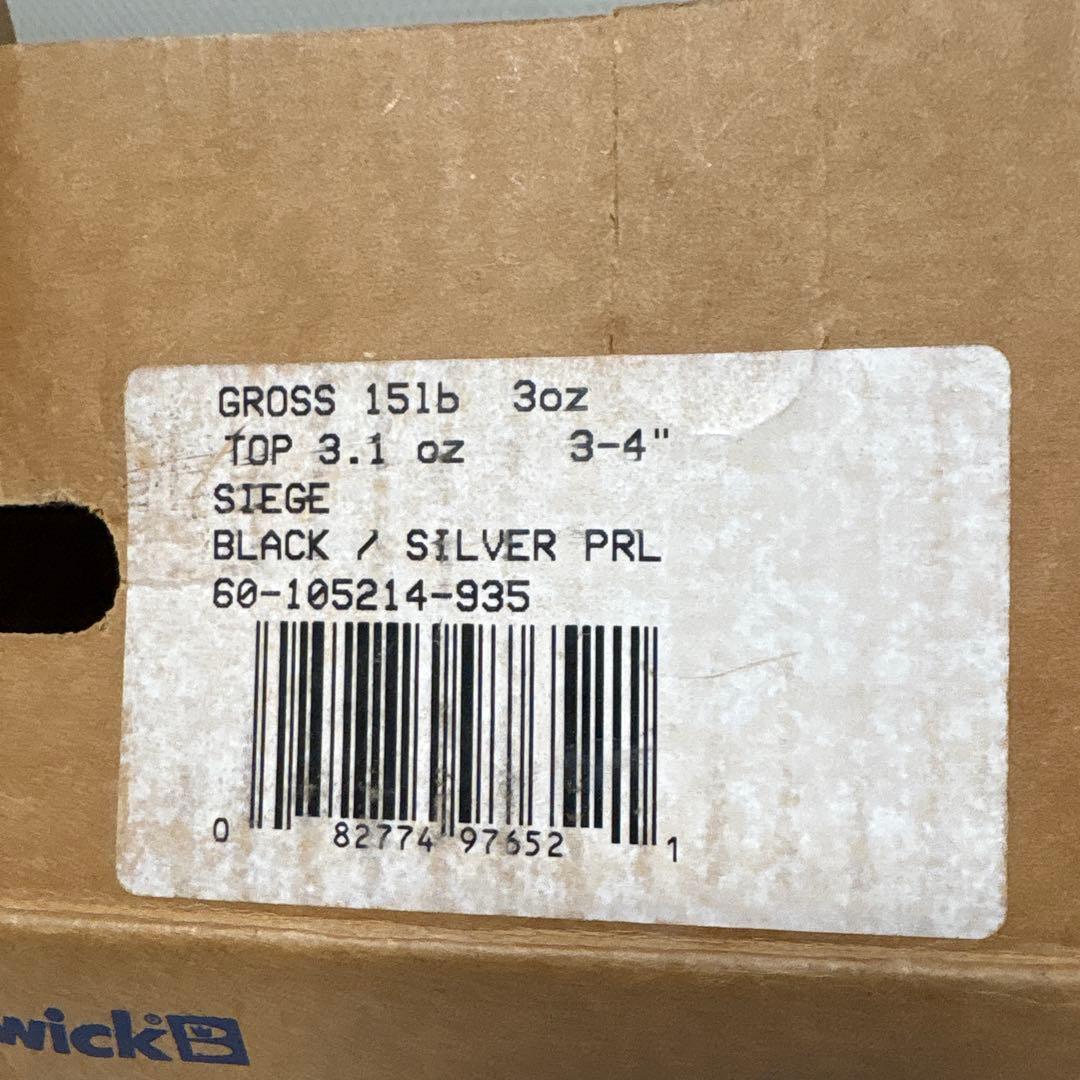 GROSS 15lb 3oz
TOP 3.1 oz 3-4"
SIEGE
BLACK / SILVER PRL
60-105214-935
0 82774 97652 1
wick® B